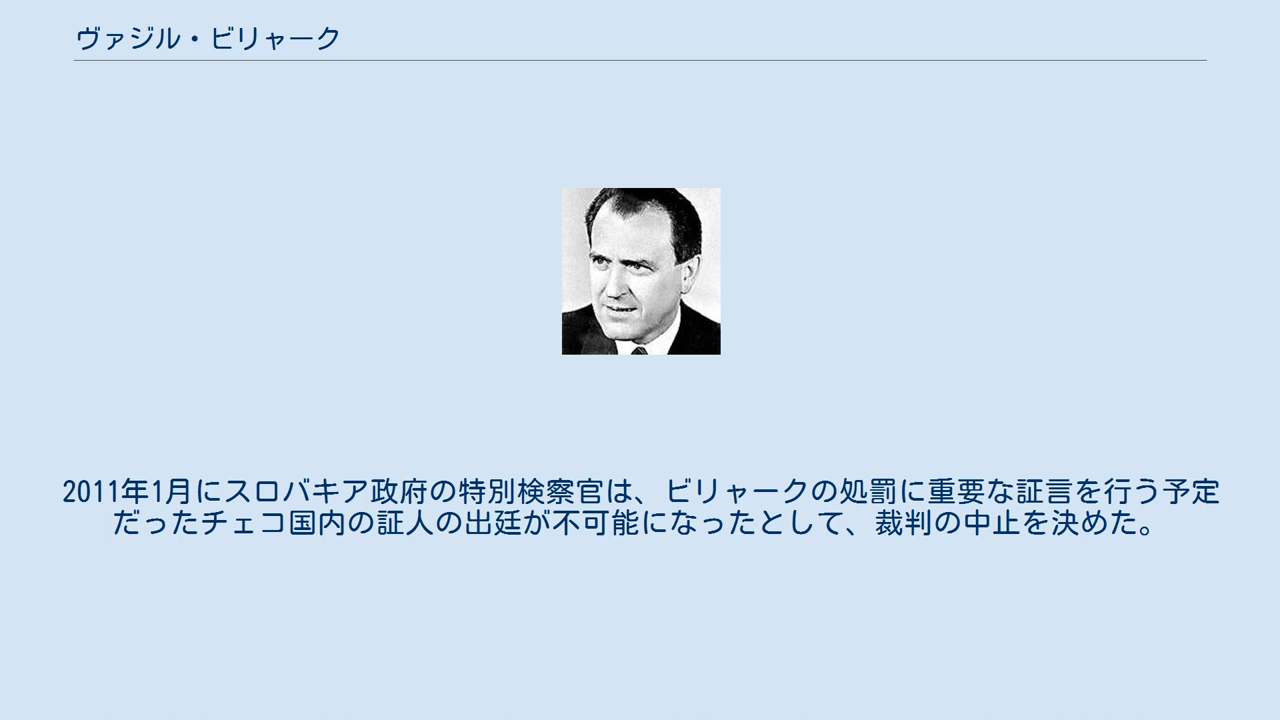 ヴァジル・ビリャーク
2011年1月にスロバキア政府の特別検察官は、ビリャークの処罰に重要な証言を行う予定
だったチェコ国内の証人の出廷が不可能になったとして、裁判の中止を決めた。